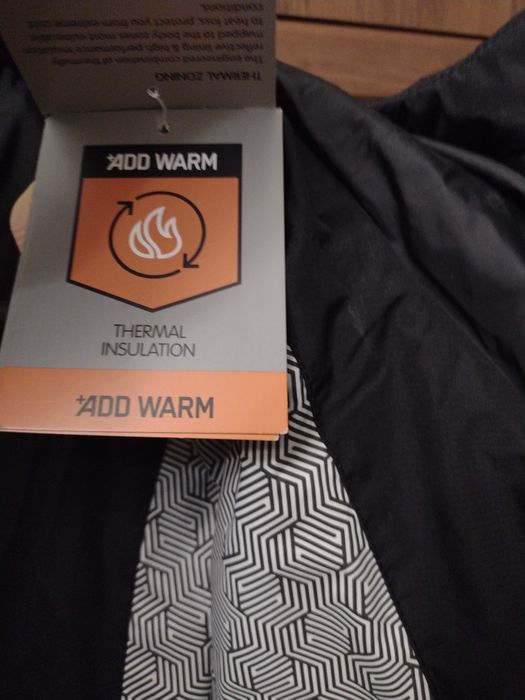 THERMAL ZONING
The engineered combination of thermally
reflective lining & high performance insulation
mapped to the body zones most vulnerable
to heat loss, protect you from extreme cold
conditions.
+ADD WARM
THERMAL
INSULATION
+ADD WARM